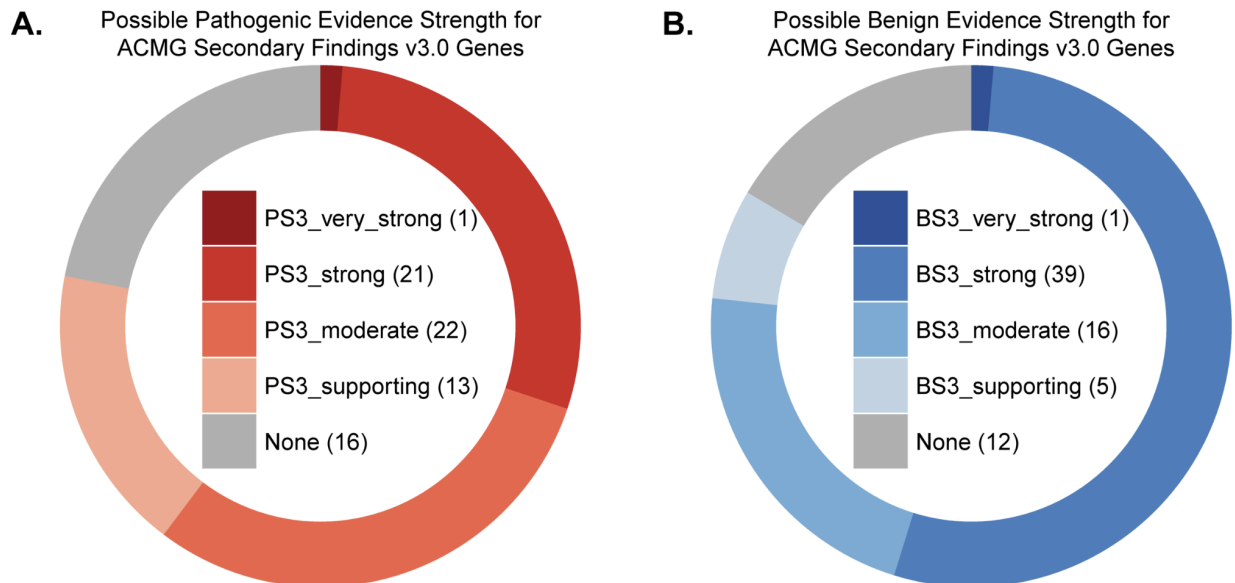 A.
Possible Pathogenic Evidence Strength for
ACMG Secondary Findings v3.0 Genes
PS3_very_strong (1)
PS3_strong (21)
PS3_moderate (22)
PS3_supporting (13)
None (16)
B.
Possible Benign Evidence Strength for
ACMG Secondary Findings v3.0 Genes
BS3_very_strong (1)
BS3_strong (39)
BS3_moderate (16)
BS3_supporting (5)
None (12)